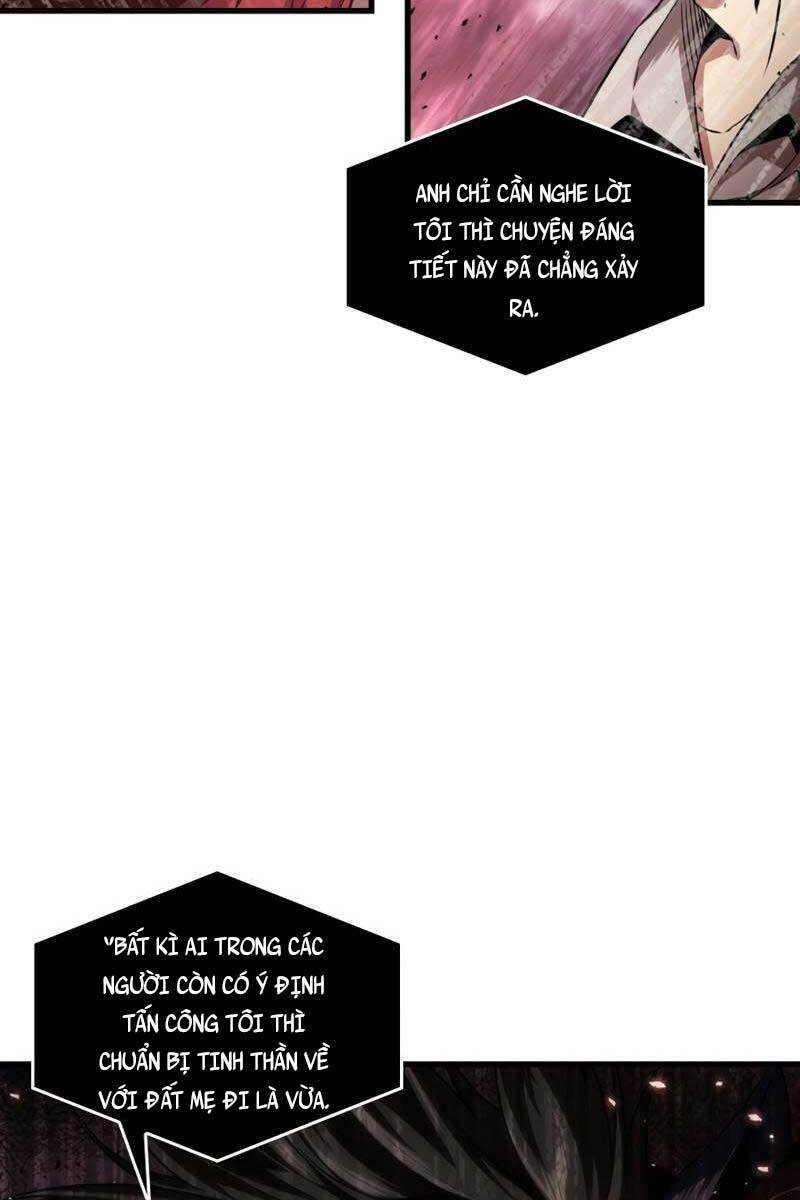 ANH CHỈ CẦN NGHE LỜI
TÔI THÌ CHUYỆN ĐÁNG
TIẾT NÀY ĐÃ CHẲNG XẢY
RA.
"BẤT KÌ AI TRONG CÁC
NGƯỜI CÒN CÓ Ý ĐỊNH
TẤN CÔNG TÔI THÌ
CHUẨN BỊ TINH THẦN VỀ
VỚI ĐẤT MẸ ĐI LÀ VỪA.